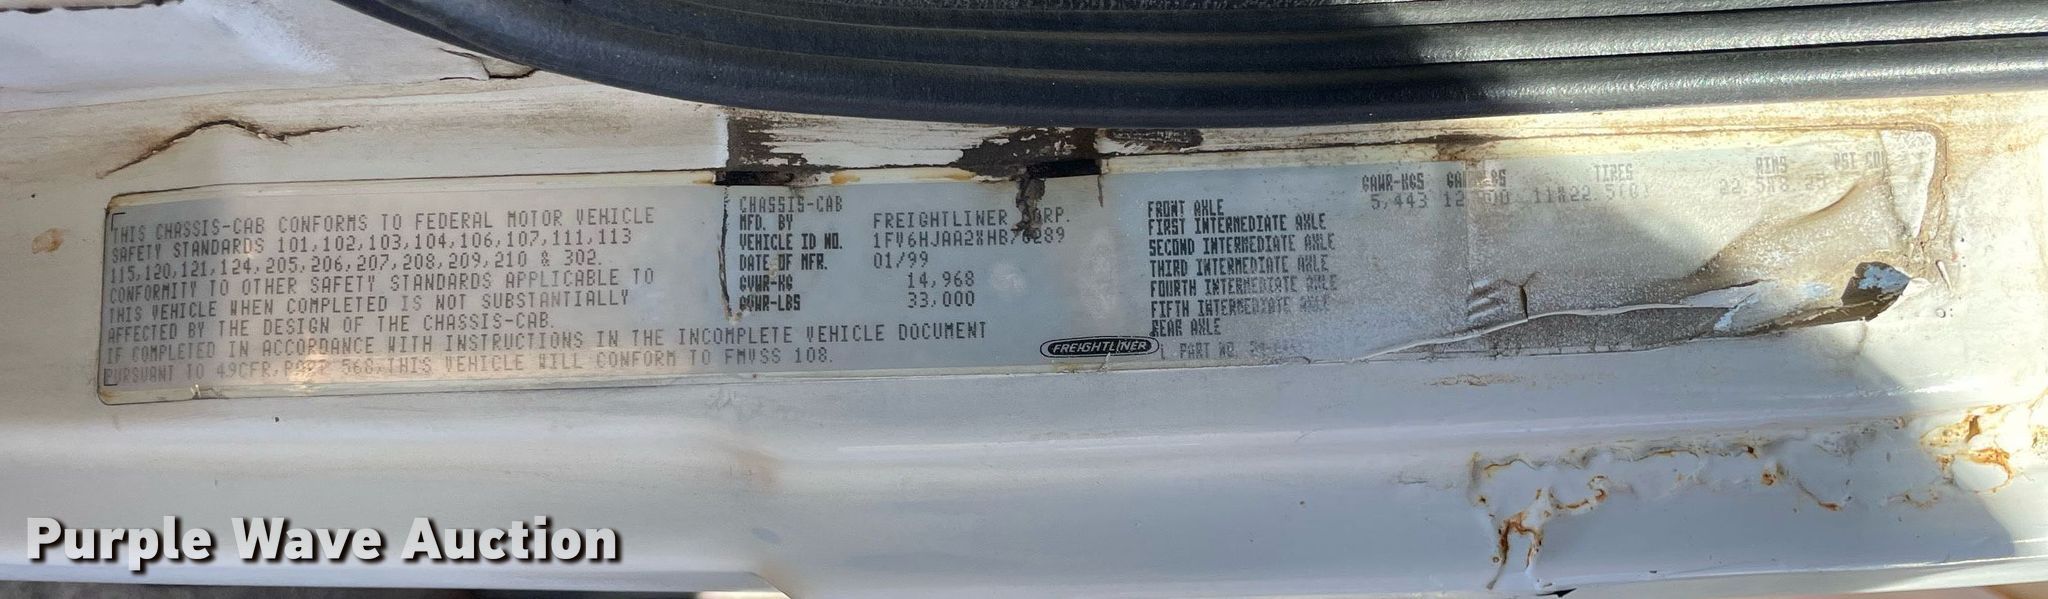 THIS CHASSIS-CAB CONFORMS TO FEDERAL MOTOR VEHICLE
SAFETY STANDARDS 101,102,103,104,106,107,111,113
115,120,121,124,205,206,207,208,209,210 & 302.
CONFORMITY TO OTHER SAFETY STANDARDS APPLICABLE TO
THIS VEHICLE WHEN COMPLETED IS NOT SUBSTANTIALLY
AFFECTED BY THE DESIGN OF THE CHASSIS-CAB.
IF COMPLETED IN ACCORDANCE WITH INSTRUCTIONS IN THE INCOMPLETE VEHICLE DOCUMENT
PURSUANT TO 49CFR, PART 568, THIS VEHICLE WILL CONFORM TO FMVSS 108.
CHASSIS-CAB
MFD. BY FREIGHTLINER CORP.
VEHICLE ID NO.
DATE OF MFR. 01/99
GVWR-KG 14,968
GVWR-LBS 33,000
FREIGHTLINER
GAWR-KGS TIRES RIMS PSI
FRONT AXLE 5,443
FIRST INTERMEDIATE AXLE
SECOND INTERMEDIATE AXLE
THIRD INTERMEDIATE AXLE
FOURTH INTERMEDIATE AXLE
FIFTH INTERMEDIATE AXLE
REAR AXLE
PART NO.
Purple Wave Auction